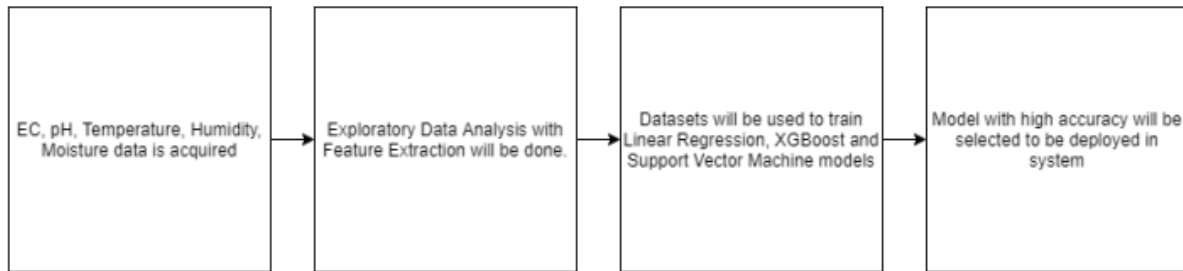 EC, pH, Temperature, Humidity,
Moisture data is acquired
Exploratory Data Analysis with
Feature Extraction will be done.
Datasets will be used to train
Linear Regression, XGBoost and
Support Vector Machine models
Model with high accuracy will be
selected to be deployed in
system